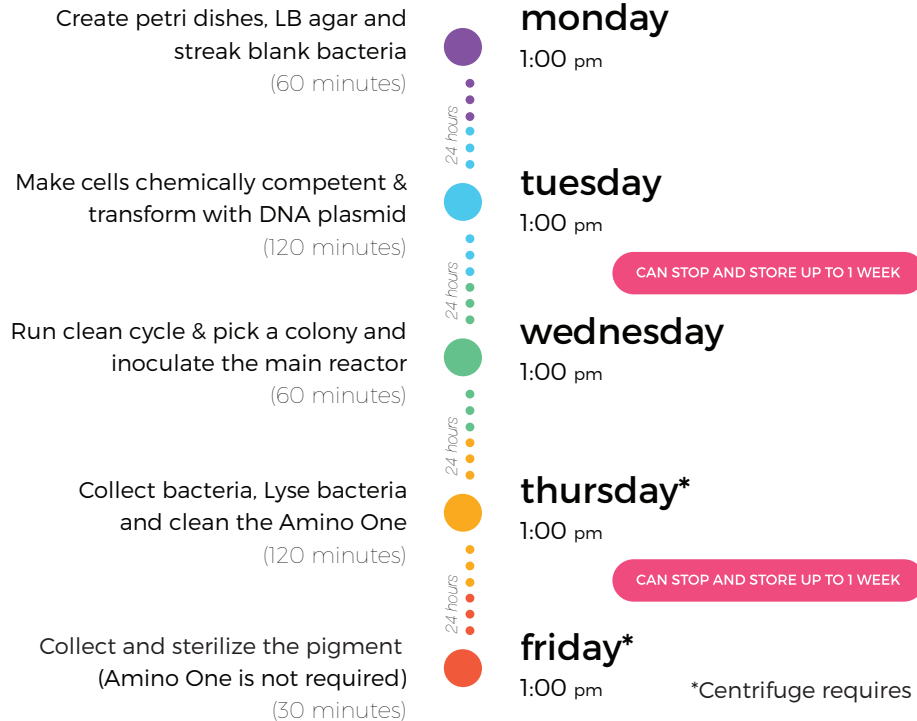 Create petri dishes, LB agar and
streak blank bacteria
(60 minutes)
monday
1:00 pm
24 hours
Make cells chemically competent &
transform with DNA plasmid
(120 minutes)
tuesday
1:00 pm
CAN STOP AND STORE UP TO 1 WEEK
24 hours
Run clean cycle & pick a colony and
inoculate the main reactor
(60 minutes)
wednesday
1:00 pm
24 hours
Collect bacteria, Lyse bacteria
and clean the Amino One
(120 minutes)
thursday*
1:00 pm
CAN STOP AND STORE UP TO 1 WEEK
24 hours
Collect and sterilize the pigment
(Amino One is not required)
(30 minutes)
friday*
1:00 pm
*Centrifuge requires